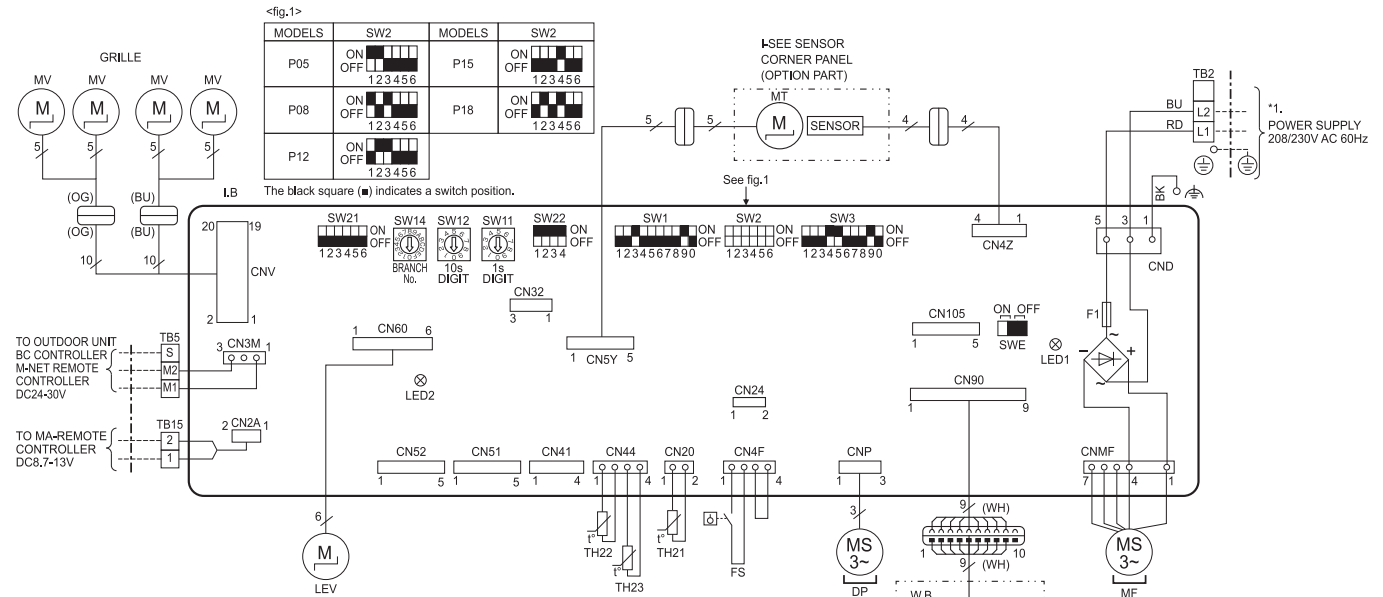 <fig.1>
MODELS SW2 MODELS SW2
P05 ON OFF 123456 P15 ON OFF 123456
P08 ON OFF 123456 P18 ON OFF 123456
P12 ON OFF 123456
The black square (■) indicates a switch position.
GRILLE
MV MV MV MV
M M M M
5 5 5 5
(OG) (BU)
(OG) (BU)
10 10
I.B
I-SEE SENSOR
CORNER PANEL
(OPTION PART)
MT
M SENSOR
5 5 4 4
See fig.1
TB2
BU L2
RD L1
*1.
POWER SUPPLY
208/230V AC 60Hz
BK
20 19
CNV
2 1
SW21 ON OFF 123456
SW14 BRANCH No.
SW12 10s DIGIT
SW11 1s DIGIT
SW22 ON OFF 1234
SW1 ON OFF 1234567890
SW2 ON OFF 123456
SW3 ON OFF 1234567890
4 1
CN4Z
5 3 1
CND
CN32
3 1
CN60
1 6
LED2
1 5
CN5Y
CN105
1 5
ON OFF
SWE
LED1
F1
- +
~ ~
CN24
1 2
CN90
1 9
TO OUTDOOR UNIT
BC CONTROLLER
M-NET REMOTE
CONTROLLER
DC24-30V
TB5
S
M2
M1
3 CN3M 1
TO MA-REMOTE
CONTROLLER
DC8.7-13V
TB15
2
1
2 CN2A 1
CN52
1 5
CN51
1 5
CN41
1 4
CN44
1 4
CN20
1 2
CN4F
1 4
CNP
1 3
CNMF
7 4 1
6
M
LEV
t°
TH22
t°
TH23
t°
TH21
FS
3
MS
3~
DP
9 (WH)
1 10
9 (WH)
W.B
MS
3~
MF